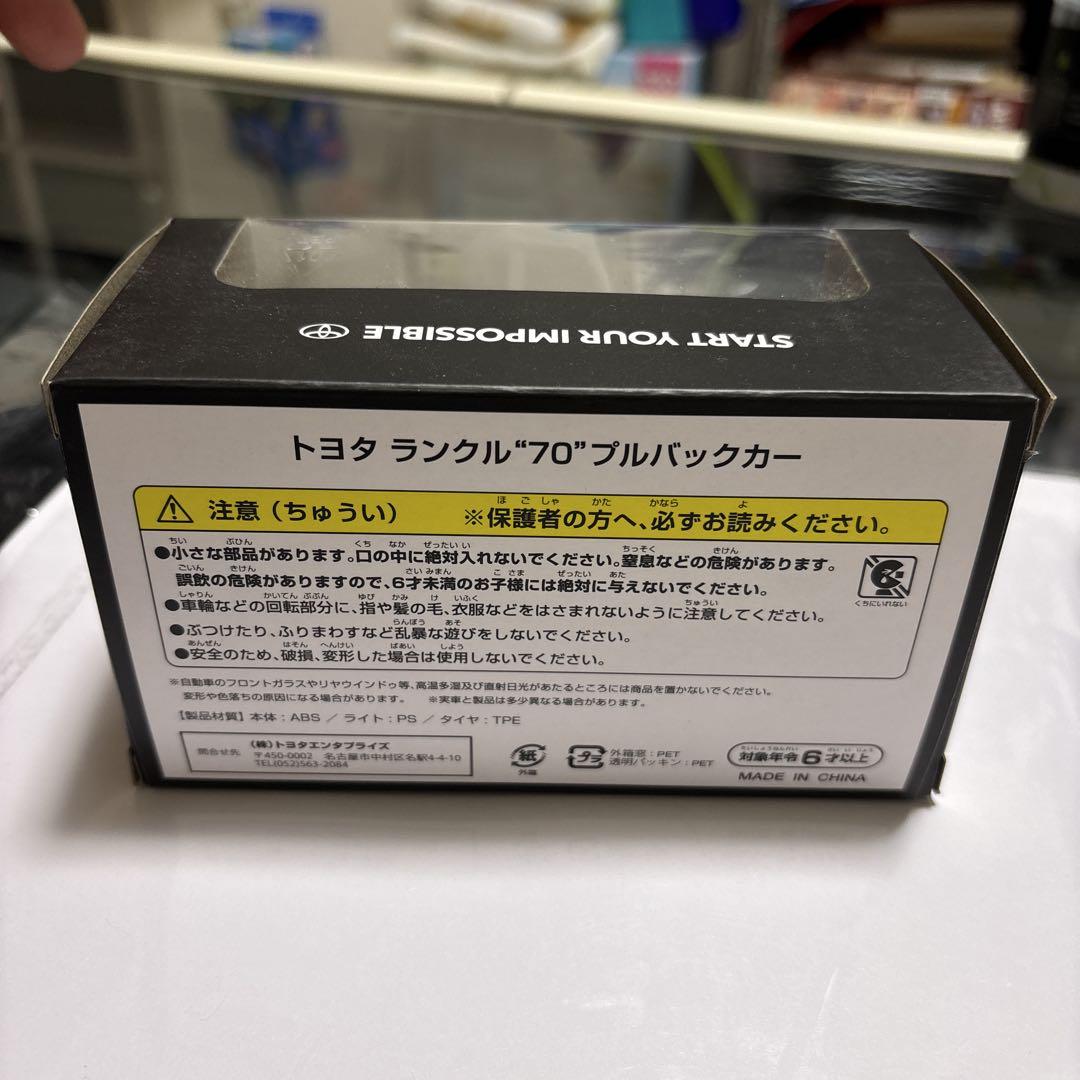 START YOUR IMPOSSIBLE
トヨタ ランクル“70”プルバックカー
注意（ちゅうい） ※保護者の方へ、必ずお読みください。
●小さな部品があります。口の中に絶対入れないでください。窒息などの危険があります。
誤飲の危険がありますので、6才未満のお子様には絶対に与えないでください。
●車輪などの回転部分に、指や髪の毛、衣服などをはさまれないように注意してください。
●ぶつけたり、ふりまわすなど乱暴な遊びをしないでください。
●安全のため、破損、変形した場合は使用しないでください。
くちにいれない
※自動車のフロントガラスやリヤウインドゥ等、高温多湿及び直射日光があたるところには商品を置かないでください。
変形や色落ちの原因になる場合があります。 ※実車と製品は多少異なる場合があります。
【製品材質】本体：ABS ／ ライト：PS ／ タイヤ：TPE
問合せ先
（株）トヨタエンタプライズ
〒450-0002 名古屋市中村区名駅4-4-10
TEL(052)563-2084
紙
外箱
プラ
外箱窓：PET
透明パッキン：PET
対象年令 6才以上
MADE IN CHINA